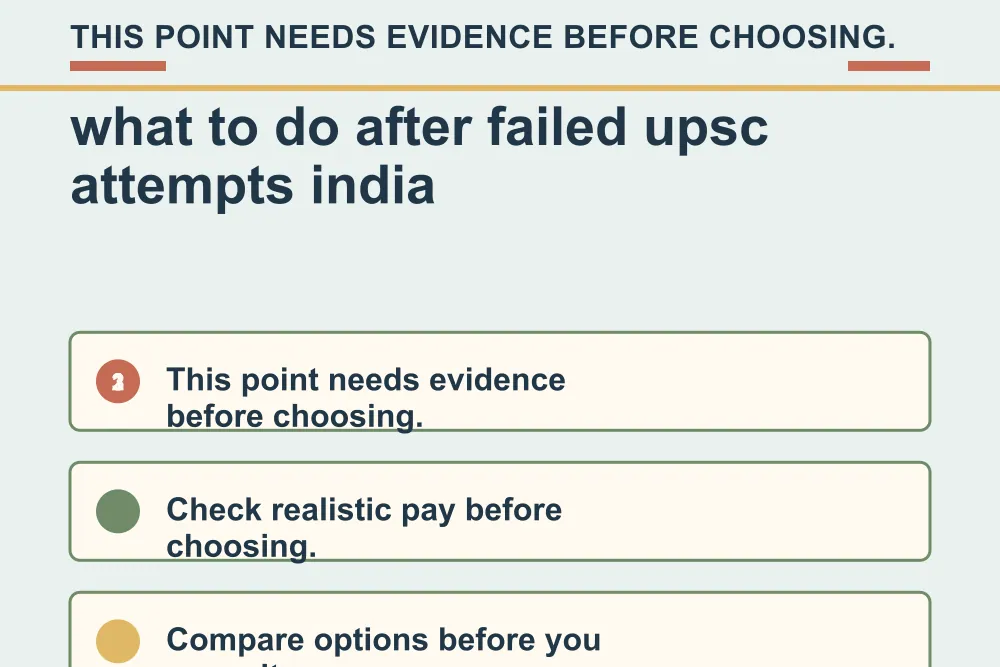 THIS POINT NEEDS EVIDENCE BEFORE CHOOSING.
what to do after failed upsc
attempts india
This point needs evidence
before choosing.
Check realistic pay before
choosing.
Compare options before you